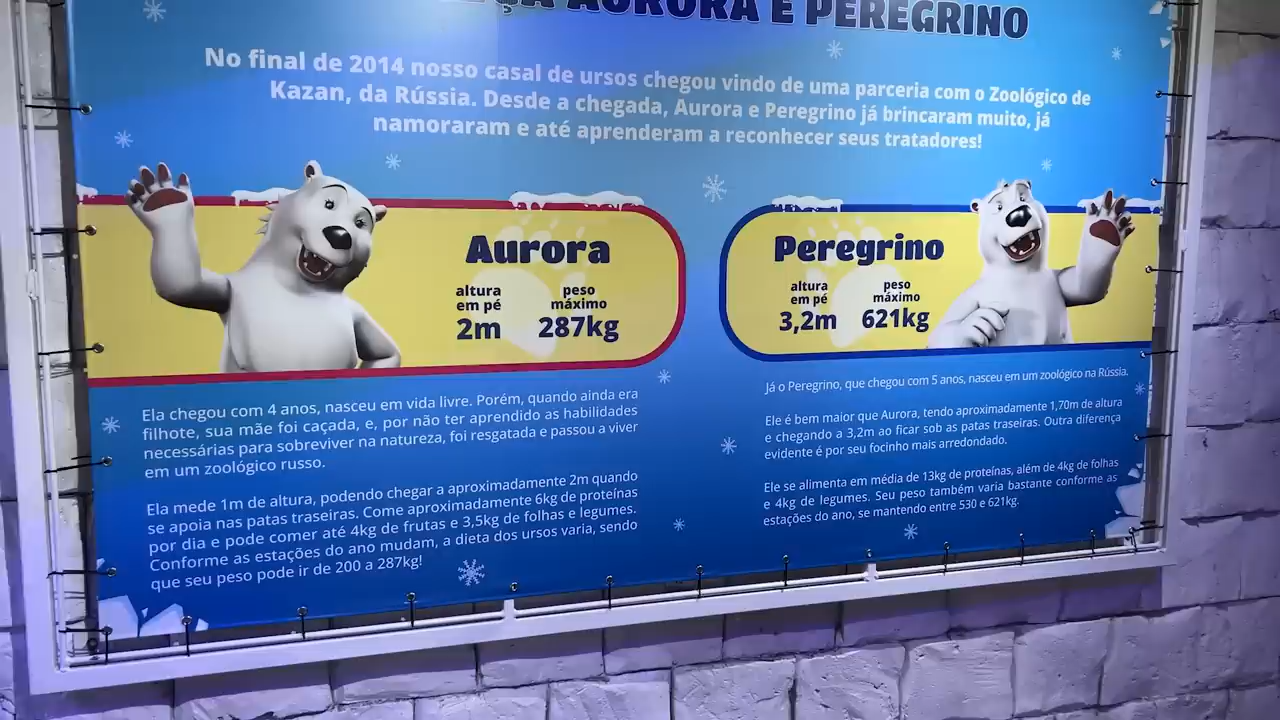 AURORA E PEREGRINO
No final de 2014 nosso casal de ursos chegou vindo de uma parceria com o Zoológico de
Kazan, da Rússia. Desde a chegada, Aurora e Peregrino já brincaram muito, já
namoraram e até aprenderam a reconhecer seus tratadores!
Aurora
altura
em pé
2m
peso
máximo
287kg
Ela chegou com 4 anos, nasceu em vida livre. Porém, quando ainda era
filhote, sua mãe foi caçada, e, por não ter aprendido as habilidades
necessárias para sobreviver na natureza, foi resgatada e passou a viver
em um zoológico russo.
Ela mede 1m de altura, podendo chegar a aproximadamente 2m quando
se apoia nas patas traseiras. Come aproximadamente 6kg de proteínas
por dia e pode comer até 4kg de frutas e 3,5kg de folhas e legumes.
Conforme as estações do ano mudam, a dieta dos ursos varia, sendo
que seu peso pode ir de 200 a 287kg!
Peregrino
altura
em pé
3,2m
peso
máximo
621kg
Já o Peregrino, que chegou com 5 anos, nasceu em um zoológico na Rússia.
Ele é bem maior que Aurora, tendo aproximadamente 1,70m de altura
e chegando a 3,2m ao ficar sob as patas traseiras. Outra diferença
evidente é por seu focinho mais arredondado.
Ele se alimenta em média de 13kg de proteínas, além de 4kg de folhas
e 4kg de legumes. Seu peso também varia bastante conforme as
estações do ano, se mantendo entre 530 e 621kg.